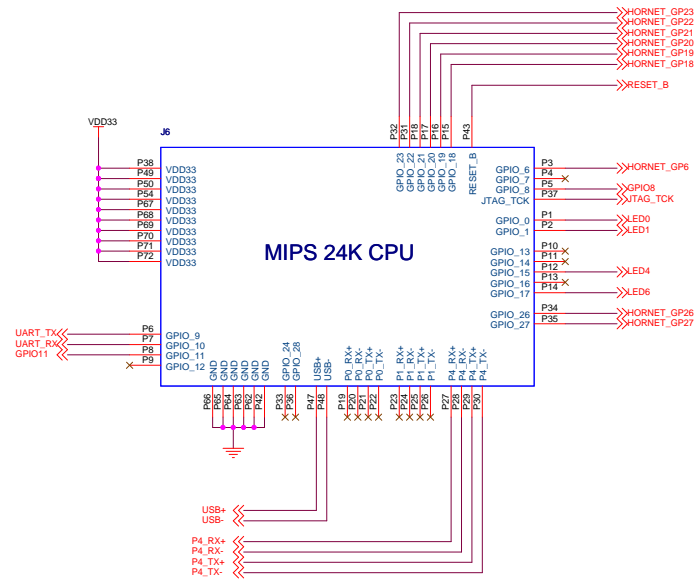 HORNET_GP23
HORNET_GP22
HORNET_GP21
HORNET_GP20
HORNET_GP19
HORNET_GP18
RESET_B
VDD33
J6
P32 P31 P18 P17 P16 P15 P43
GPIO_23 GPIO_22 GPIO_21 GPIO_20 GPIO_19 GPIO_18 RESET_B
P38 VDD33
P49 VDD33
P50 VDD33
P54 VDD33
P67 VDD33
P68 VDD33
P69 VDD33
P70 VDD33
P71 VDD33
P72 VDD33
MIPS 24K CPU
GPIO_6 P3 HORNET_GP6
GPIO_7 P4
GPIO_8 P5 GPIO8
JTAG_TCK P37 JTAG_TCK
GPIO_0 P1 LED0
GPIO_1 P2 LED1
GPIO_13 P10
GPIO_14 P11
GPIO_15 P12 LED4
GPIO_16 P13
GPIO_17 P14 LED6
GPIO_26 P34 HORNET_GP26
GPIO_27 P35 HORNET_GP27
UART_TX P6 GPIO_9
UART_RX P7 GPIO_10
GPIO11 P8 GPIO_11
P9 GPIO_12
GND GND GND GND GND GND GPIO_24 GPIO_28 USB+ USB- P0_RX+ P0_RX- P0_TX+ P0_TX- P1_RX+ P1_RX- P1_TX+ P1_TX- P4_RX+ P4_RX- P4_TX+ P4_TX-
P66 P65 P64 P63 P62 P42 P33 P36 P47 P48 P19 P20 P21 P22 P23 P24 P25 P26 P27 P28 P29 P30
USB+
USB-
P4_RX+
P4_RX-
P4_TX+
P4_TX-